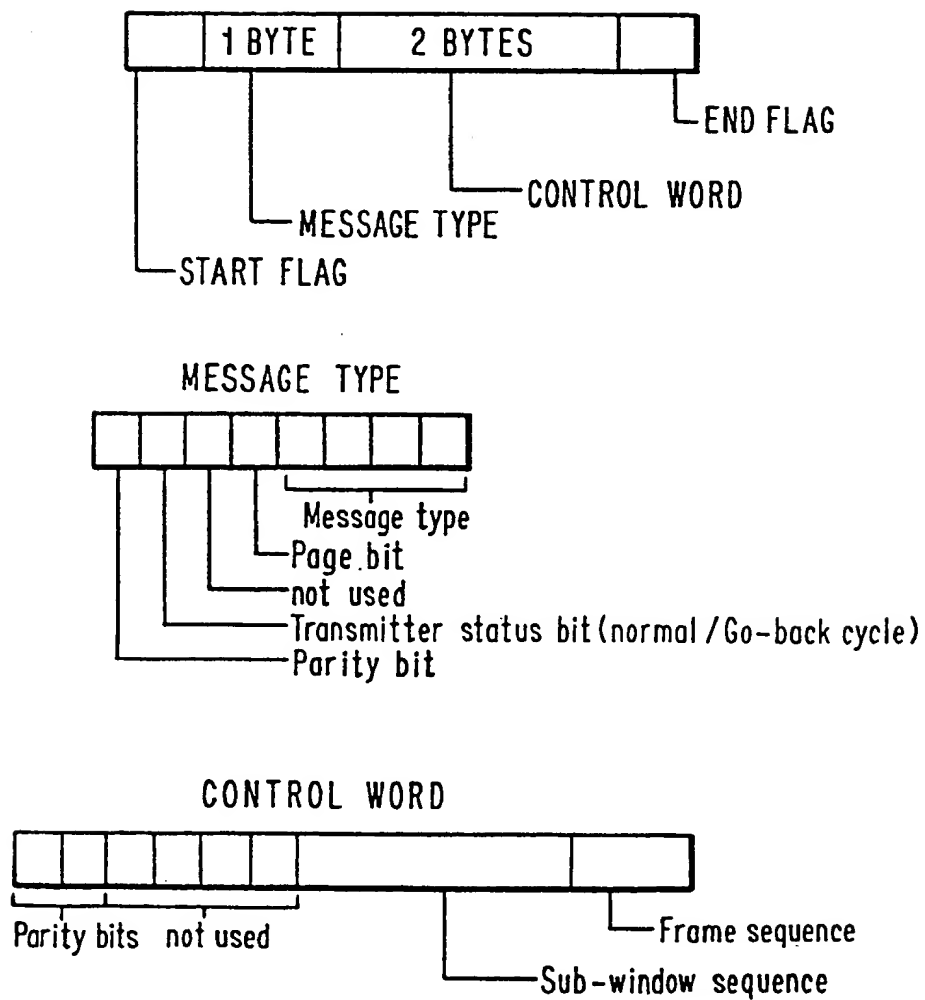 1 BYTE 2 BYTES
END FLAG
CONTROL WORD
MESSAGE TYPE
START FLAG
MESSAGE TYPE
Message type
Page bit
not used
Transmitter status bit (normal/Go-back cycle)
Parity bit
CONTROL WORD
Parity bits not used
Frame sequence
Sub-window sequence